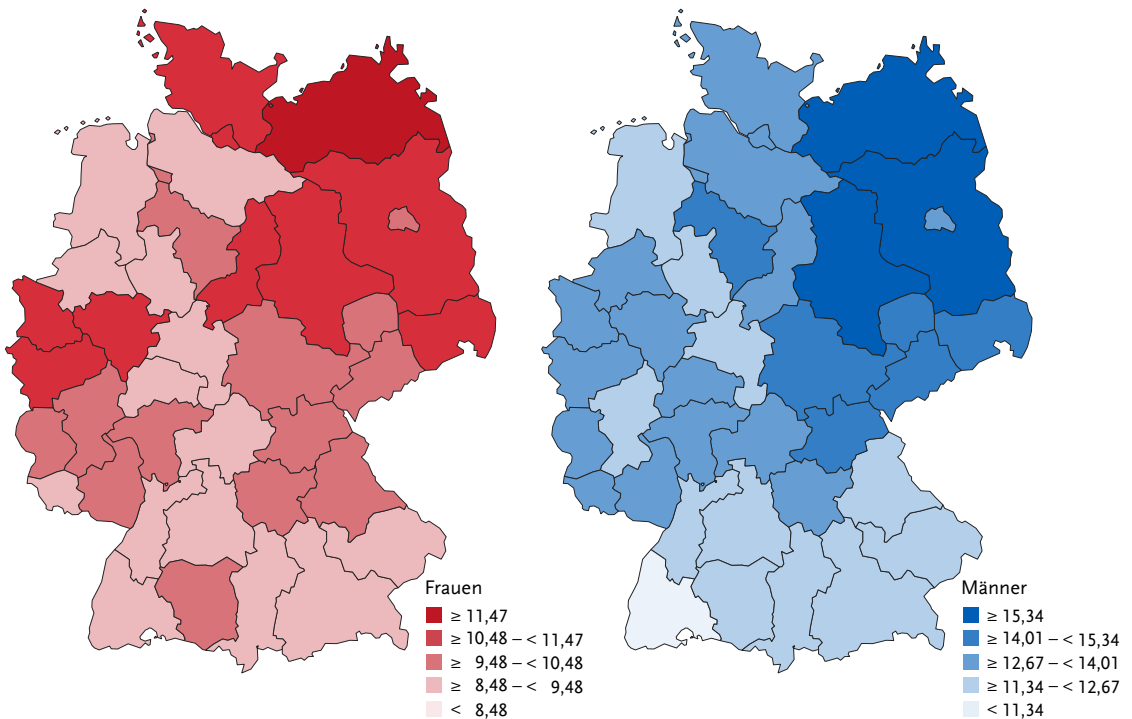 Frauen
≥ 11,47
≥ 10,48 – < 11,47
≥ 9,48 – < 10,48
≥ 8,48 – < 9,48
< 8,48
Männer
≥ 15,34
≥ 14,01 – < 15,34
≥ 12,67 – < 14,01
≥ 11,34 – < 12,67
< 11,34